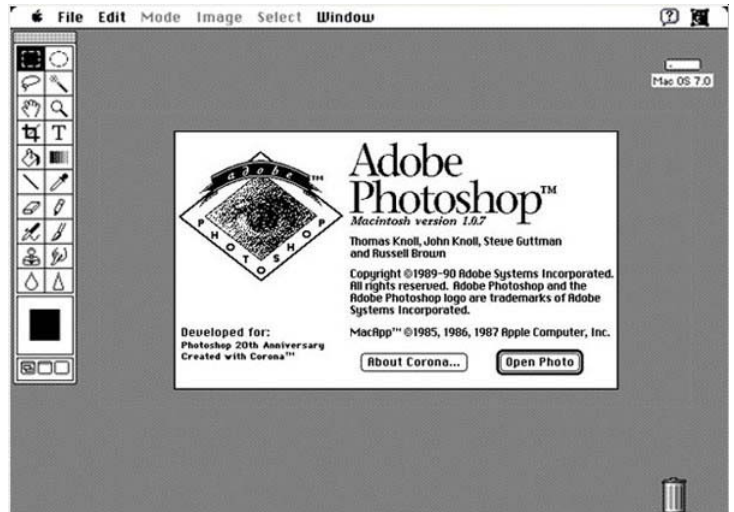 File Edit Mode Image Select Window
Mac OS 7.0
T
adobe™
PHOTOSHOP
Adobe
Photoshop™
Macintosh version 1.0.7
Thomas Knoll, John Knoll, Steve Guttman
and Russell Brown
Copyright ©1989-90 Adobe Systems Incorporated.
All rights reserved. Adobe Photoshop and the
Adobe Photoshop logo are trademarks of Adobe
Systems Incorporated.
Developed for:
Photoshop 20th Anniversary
Created with Corona™
MacApp™ ©1985, 1986, 1987 Apple Computer, Inc.
About Corona...
Open Photo